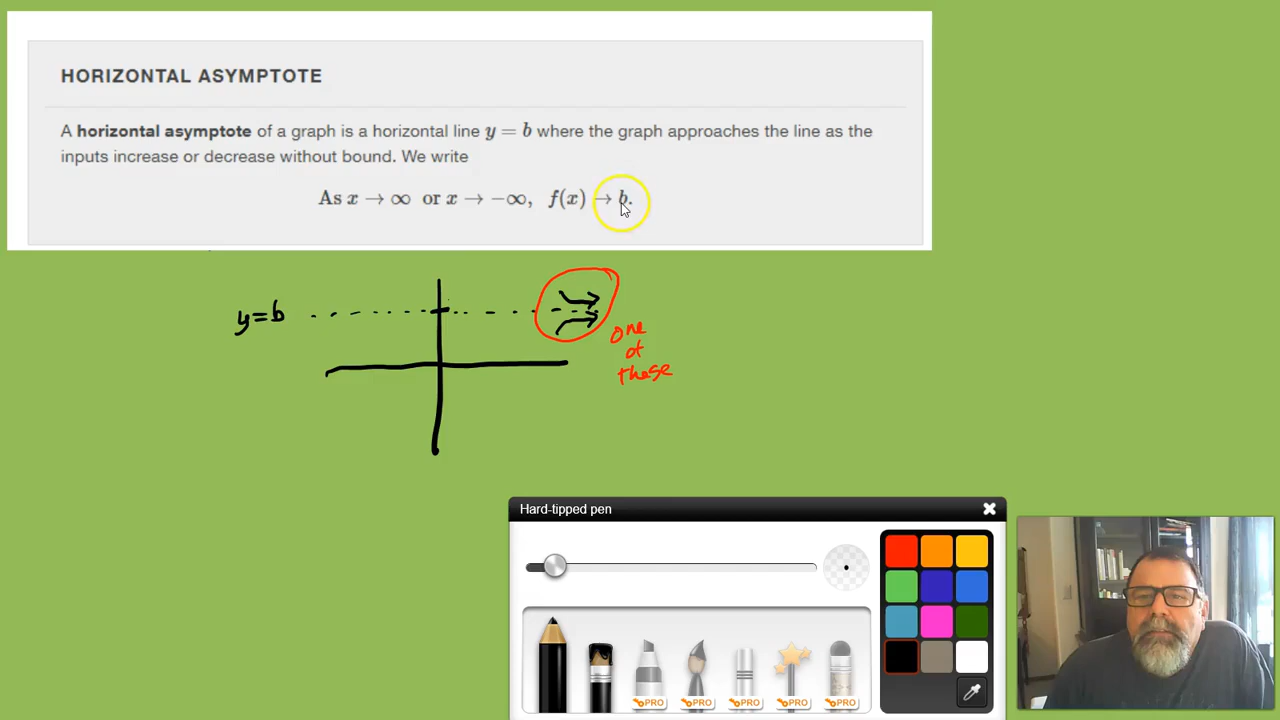 HORIZONTAL ASYMPTOTE
A horizontal asymptote of a graph is a horizontal line y = b where the graph approaches the line as the
inputs increase or decrease without bound. We write
As x → ∞ or x → −∞, f(x) → b.
y=b
one
of
these
Hard-tipped pen
PRO PRO PRO PRO PRO